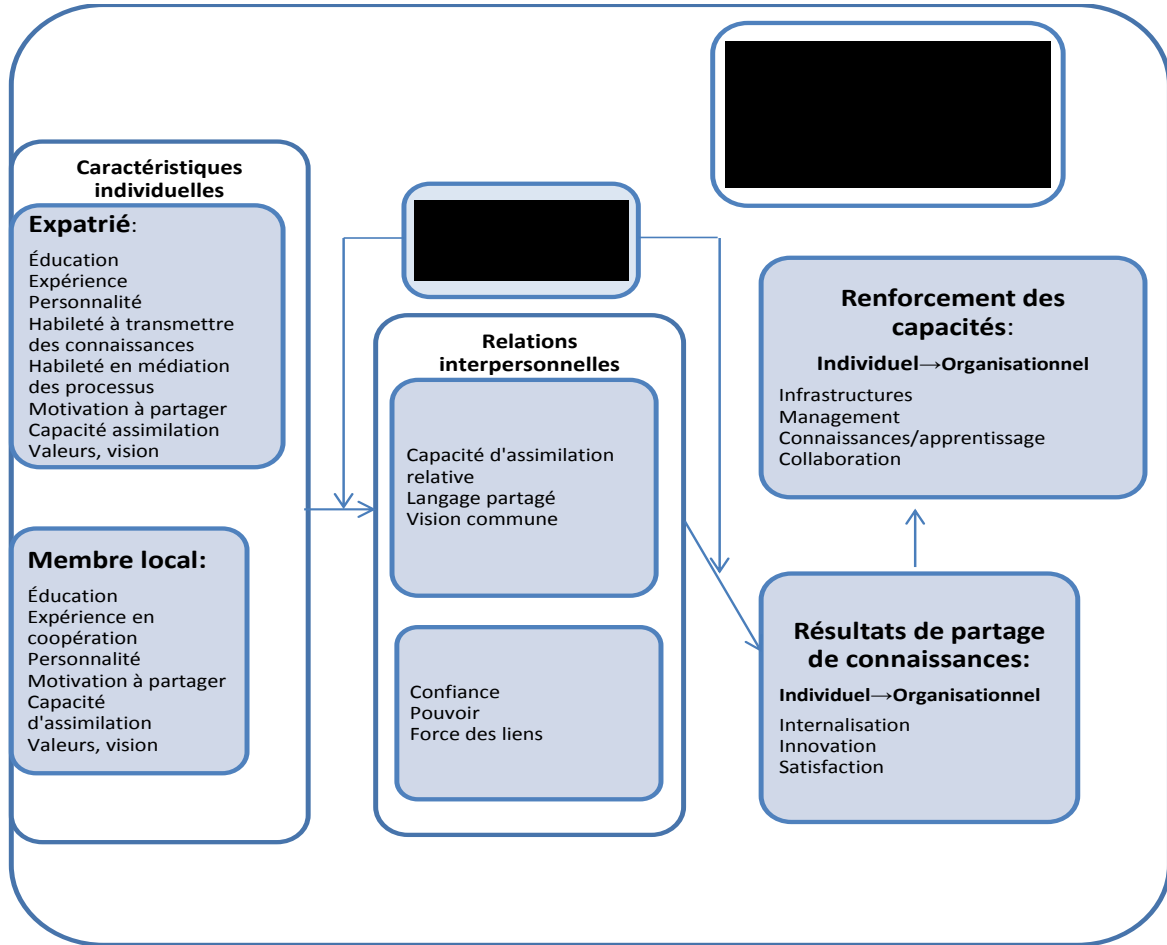 Caractéristiques
individuelles
Expatrié:
Éducation
Expérience
Personnalité
Habileté à transmettre
des connaissances
Habileté en médiation
des processus
Motivation à partager
Capacité assimilation
Valeurs, vision
Membre local:
Éducation
Expérience en
coopération
Personnalité
Motivation à partager
Capacité
d'assimilation
Valeurs, vision
Relations
interpersonnelles
Capacité d'assimilation
relative
Langage partagé
Vision commune
Confiance
Pouvoir
Force des liens
Renforcement des
capacités:
Individuel→Organisationnel
Infrastructures
Management
Connaissances/apprentissage
Collaboration
Résultats de partage
de connaissances:
Individuel→Organisationnel
Internalisation
Innovation
Satisfaction